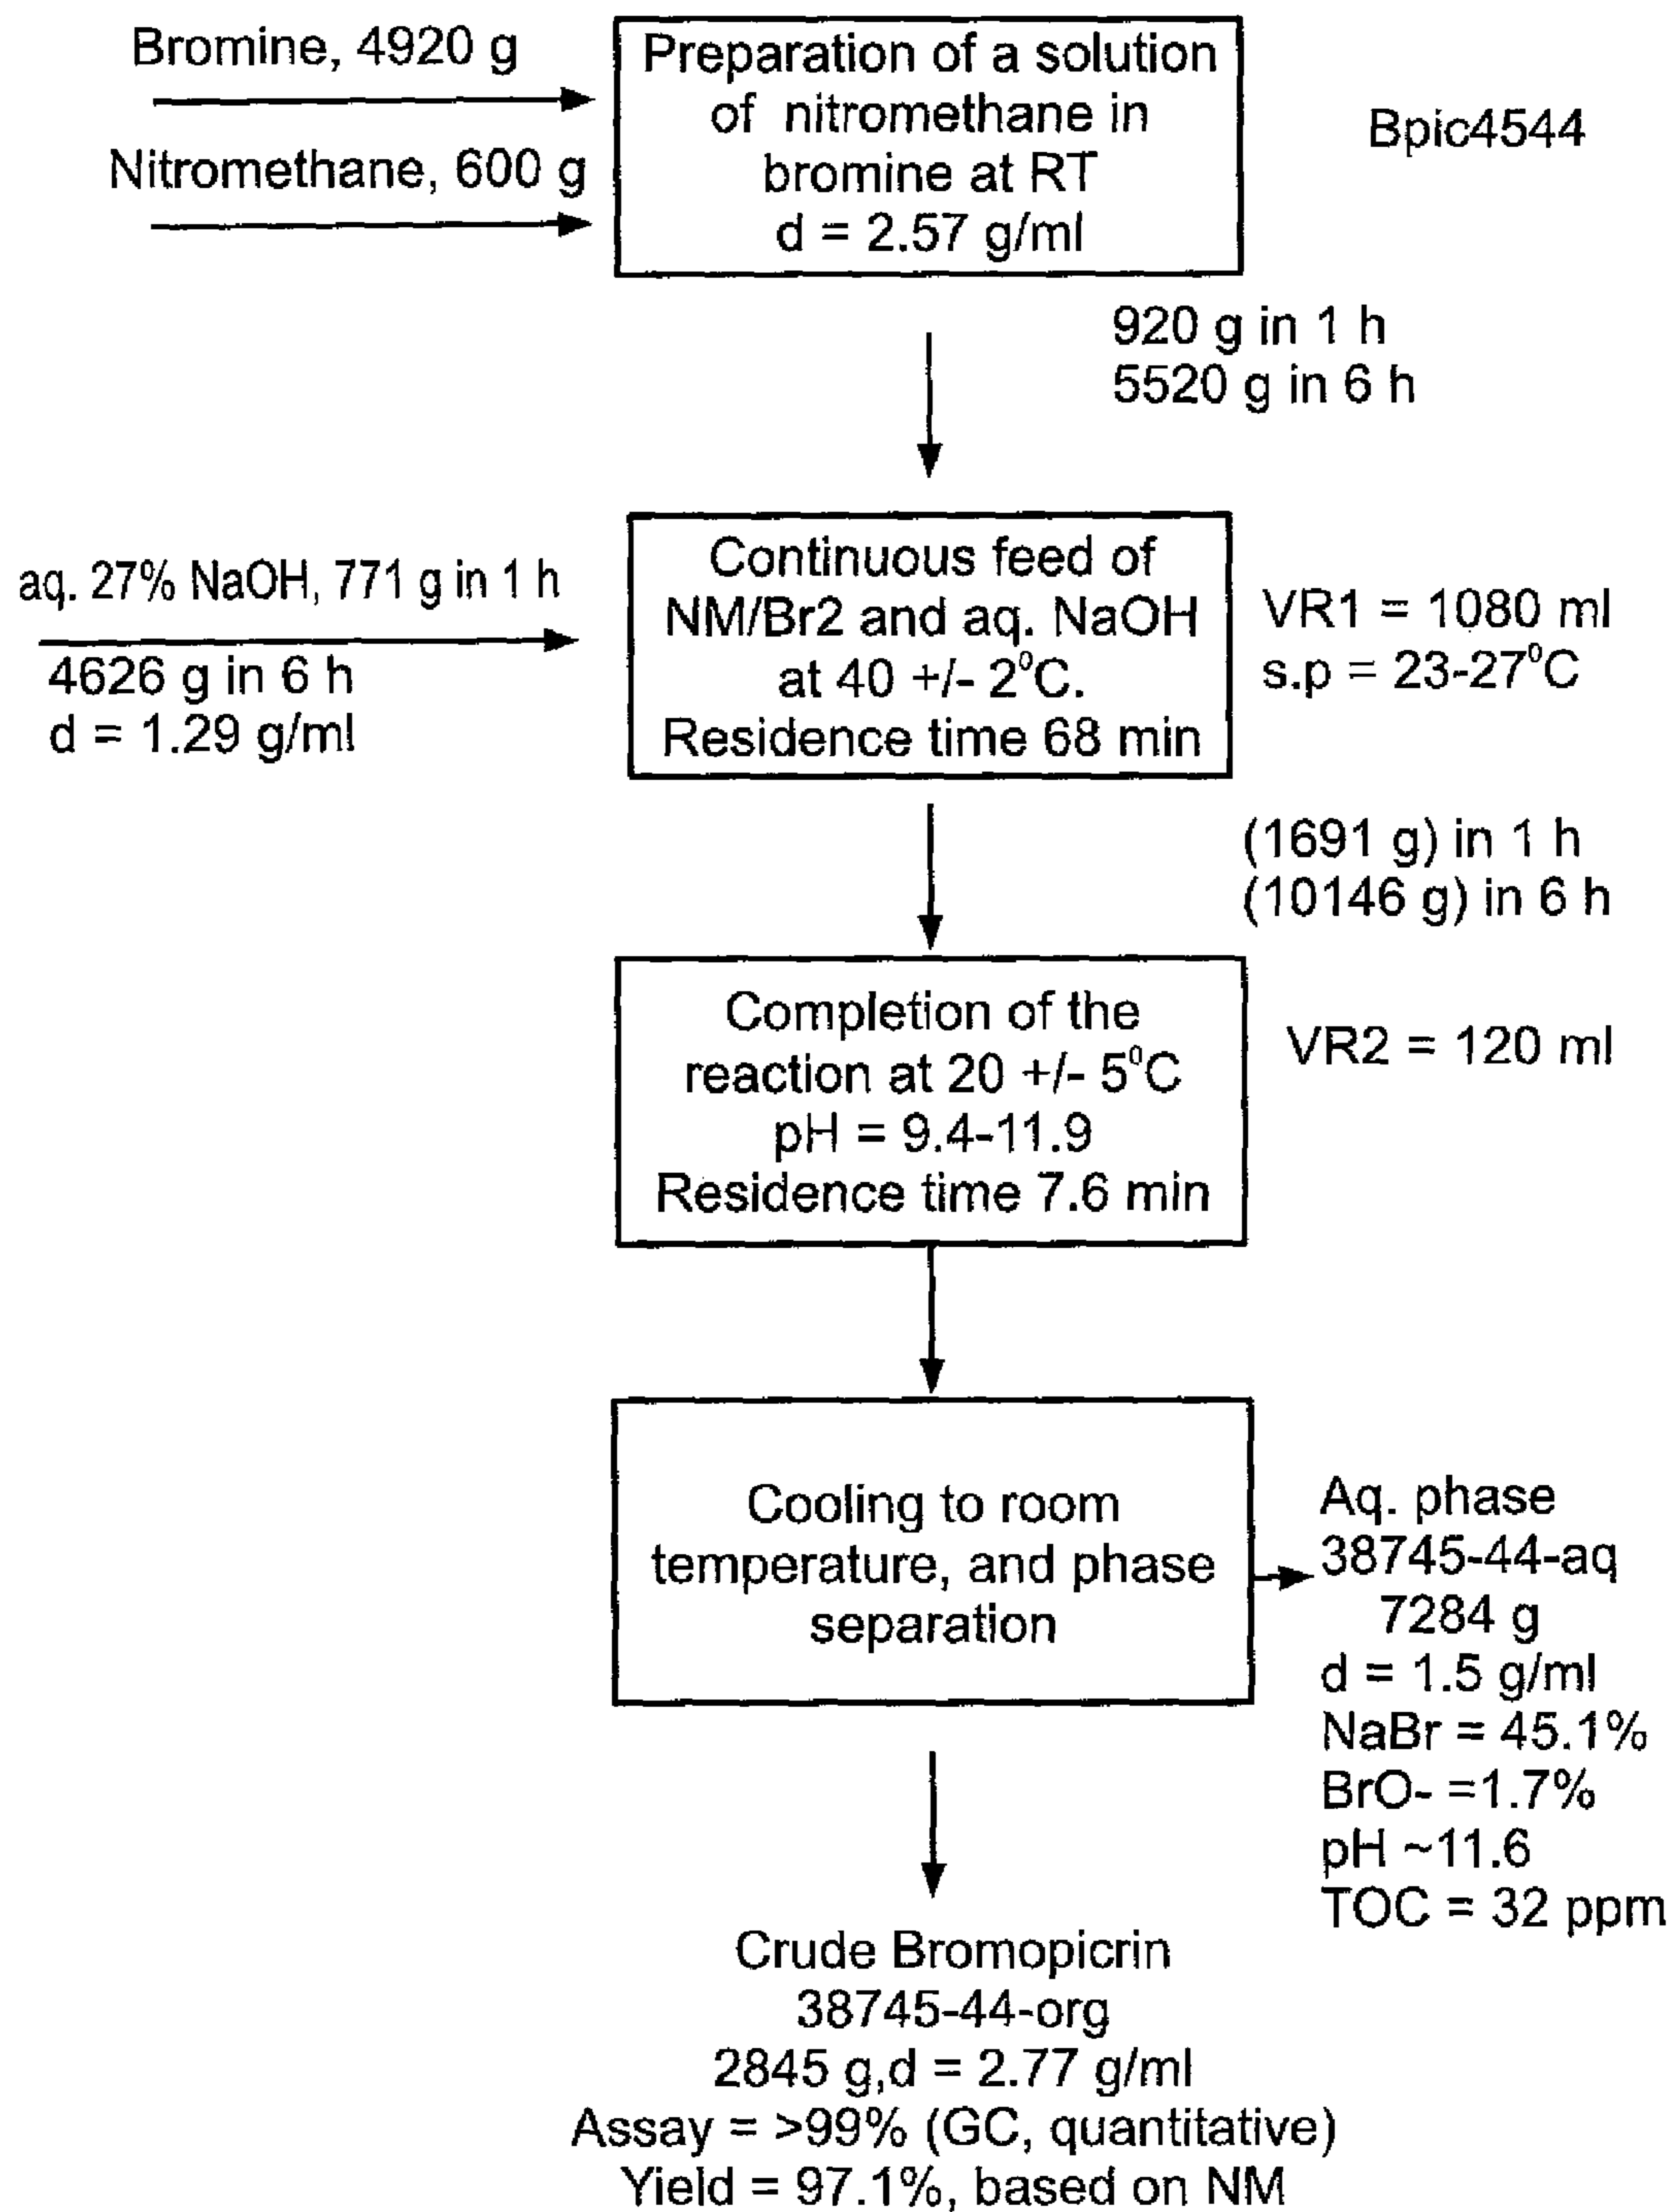 Bromine, 4920 g
Nitromethane, 600 g
Preparation of a solution
of nitromethane in
bromine at RT
d = 2.57 g/ml
Bpic4544
920 g in 1 h
5520 g in 6 h
aq. 27% NaOH, 771 g in 1 h
4626 g in 6 h
d = 1.29 g/ml
Continuous feed of
NM/Br2 and aq. NaOH
at 40 +/- 2⁰C.
Residence time 68 min
VR1 = 1080 ml
s.p = 23-27⁰C
(1691 g) in 1 h
(10146 g) in 6 h
Completion of the
reaction at 20 +/- 5⁰C
pH = 9.4-11.9
Residence time 7.6 min
VR2 = 120 ml
Cooling to room
temperature, and phase
separation
Aq. phase
38745-44-aq
7284 g
d = 1.5 g/ml
NaBr = 45.1%
BrO- =1.7%
pH ~11.6
TOC = 32 ppm
Crude Bromopicrin
38745-44-org
2845 g,d = 2.77 g/ml
Assay = >99% (GC, quantitative)
Yield = 97.1%, based on NM